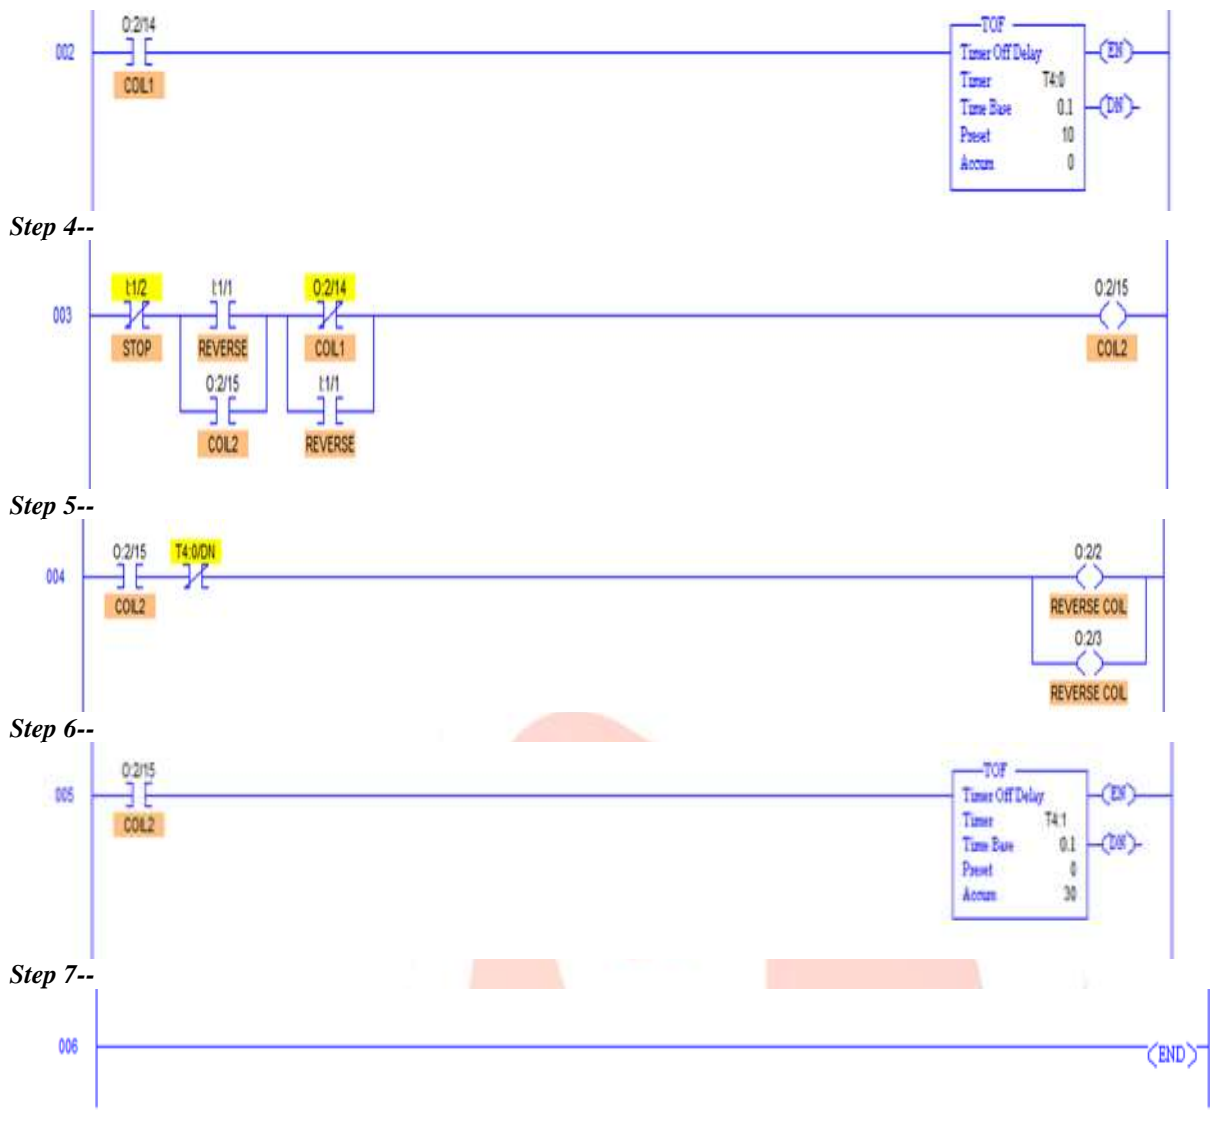 O:2/14
002
COIL1
TOF
Timer Off Delay
Timer T4:0
Time Base 0.1
Preset 10
Accum 0
(EN)
(DN)
Step 4--
I:1/2 I:1/1 O:2/14 O:2/15
003
STOP REVERSE COIL1 COIL2
O:2/15 I:1/1
COIL2 REVERSE
Step 5--
O:2/15 T4:0/DN O:2/2
004
COIL2 REVERSE COIL
O:2/3
REVERSE COIL
Step 6--
O:2/15
005
COIL2
TOF
Timer Off Delay
Timer T4:1
Time Base 0.1
Preset 0
Accum 30
(EN)
(DN)
Step 7--
006
(END)